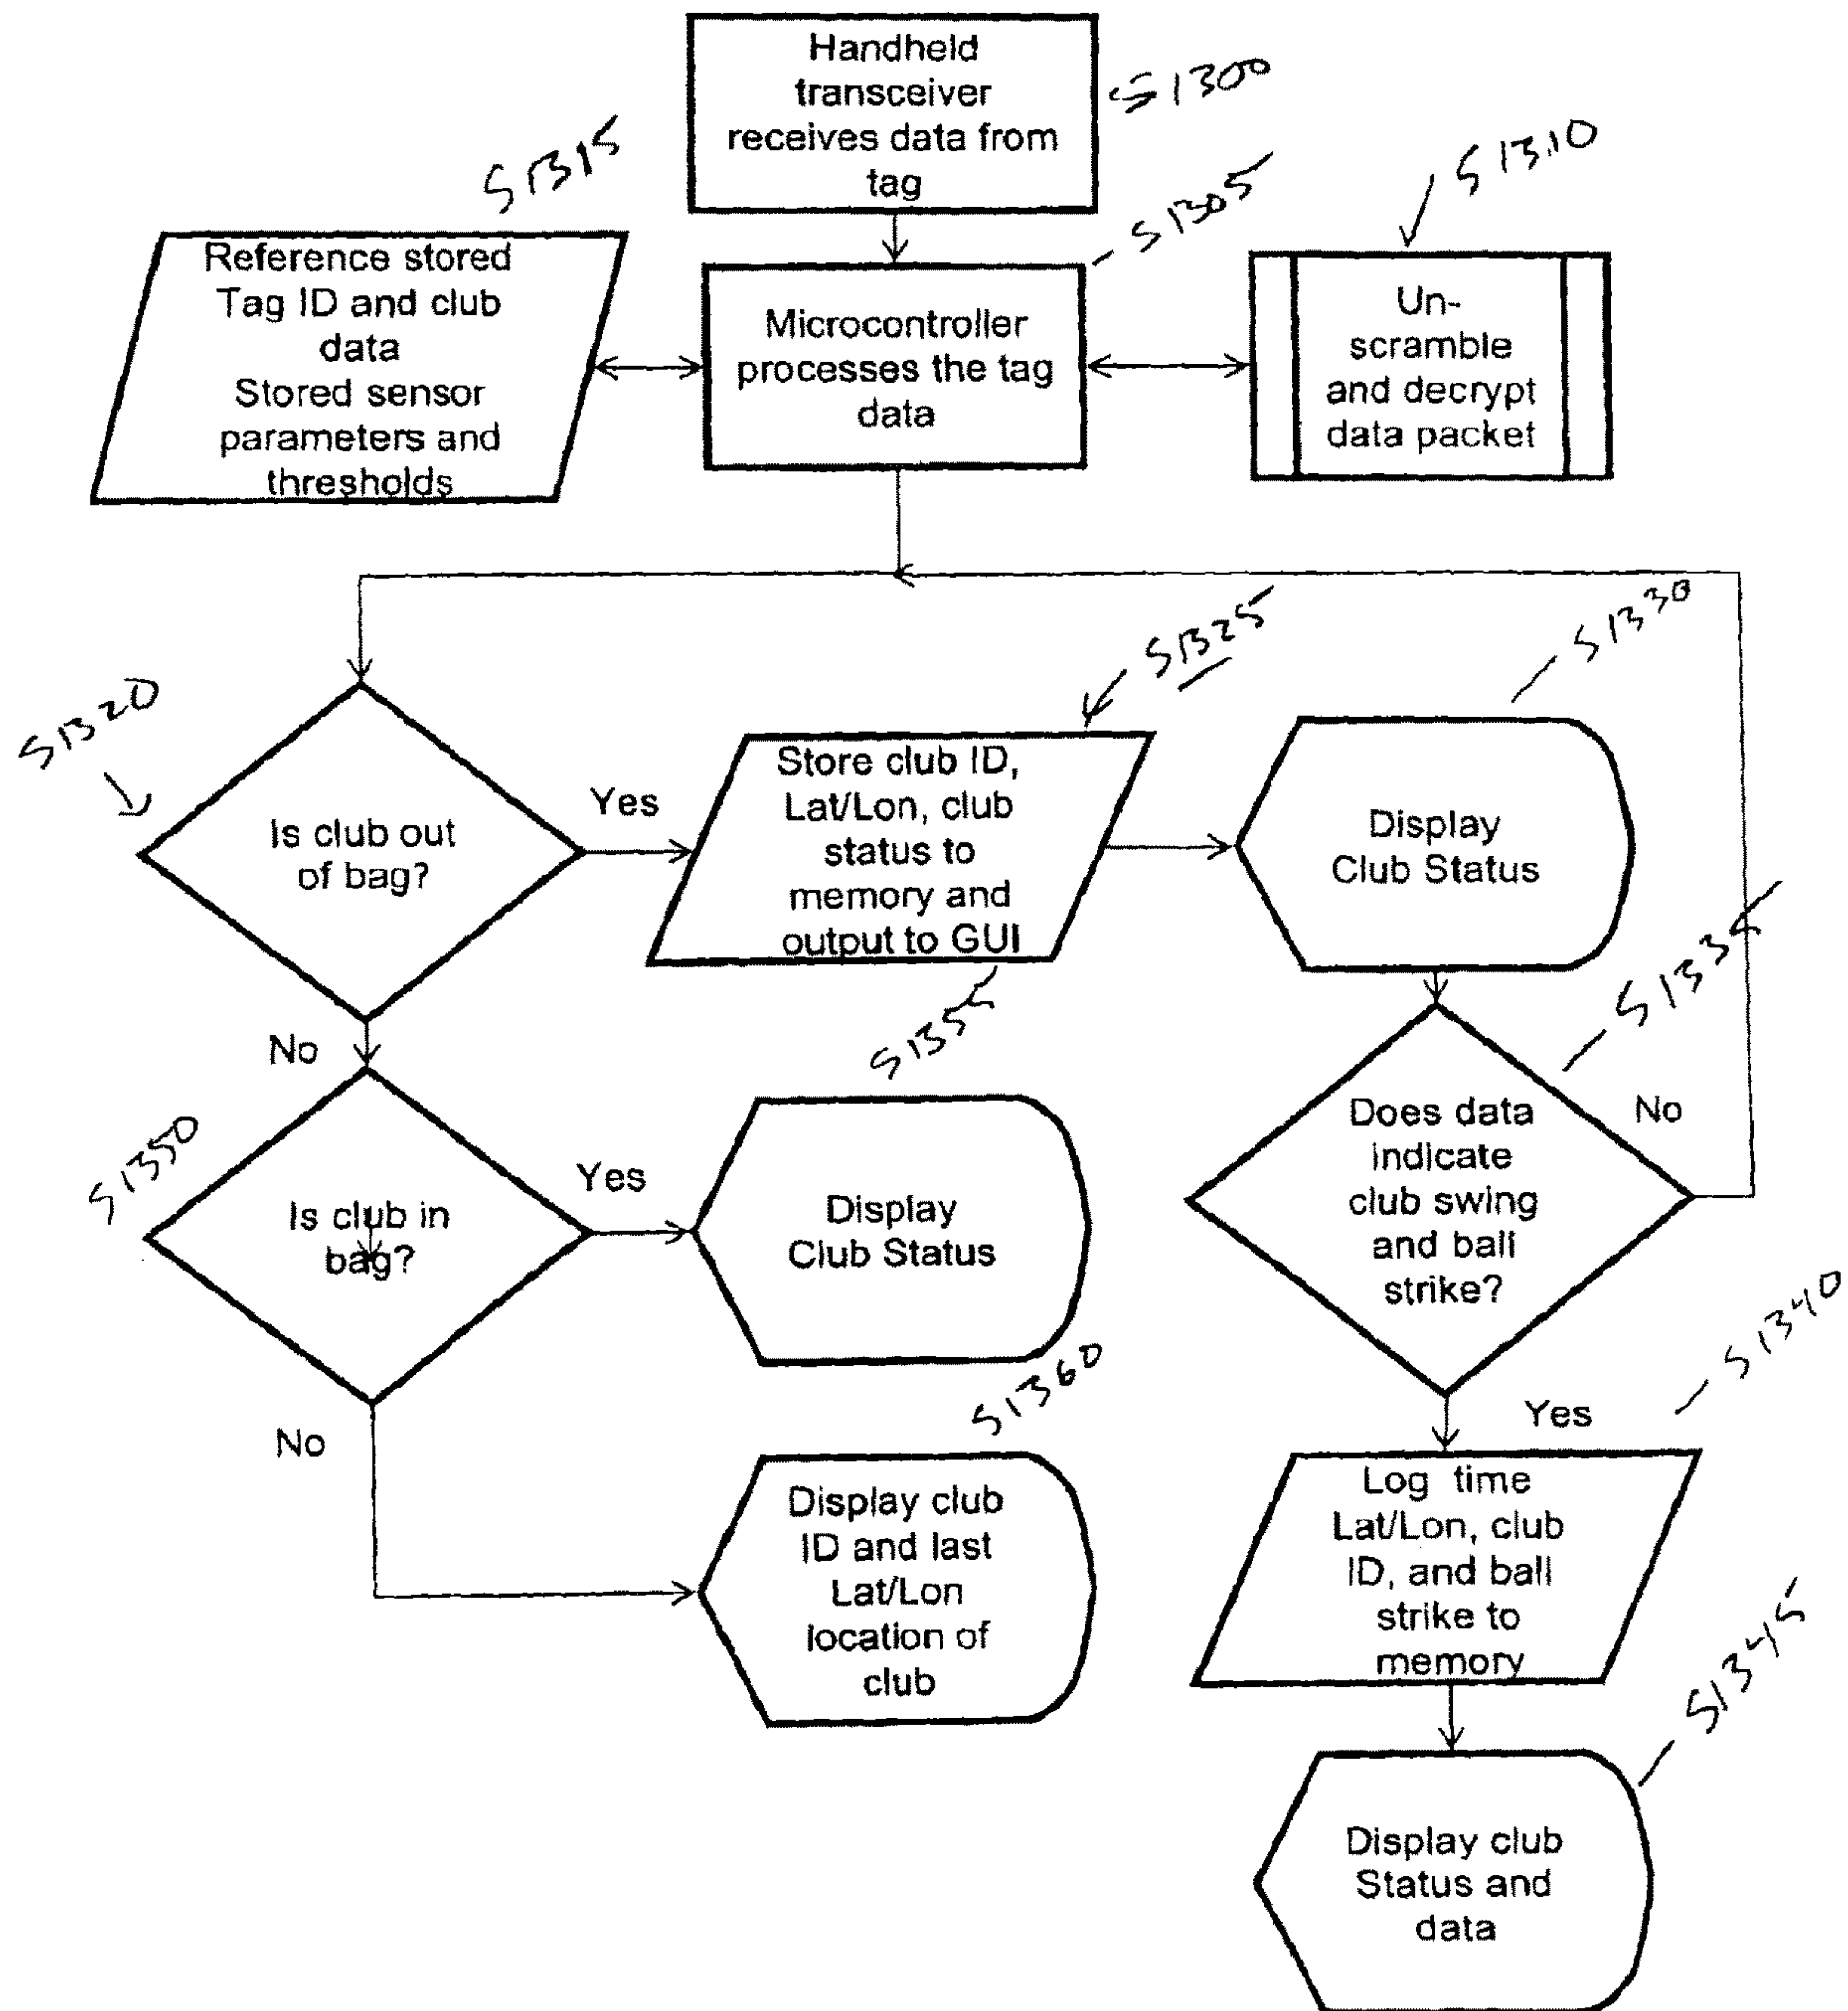 Handheld
transceiver
receives data from
tag
S1300
S1315
S1305
S1310
Reference stored
Tag ID and club
data
Stored sensor
parameters and
thresholds
Microcontroller
processes the tag
data
Un-
scramble
and decrypt
data packet
S1320
S1325
S1330
Is club out
of bag?
Yes
No
Store club ID,
Lat/Lon, club
status to
memory and
output to GUI
Display
Club Status
S1335
S1355
S1350
Is club in
bag?
Yes
No
Display
Club Status
Does data
indicate
club swing
and ball
strike?
No
Yes
S1340
S1360
Display club
ID and last
Lat/Lon
location of
club
Log time
Lat/Lon, club
ID, and ball
strike to
memory
S1345
Display club
Status and
data